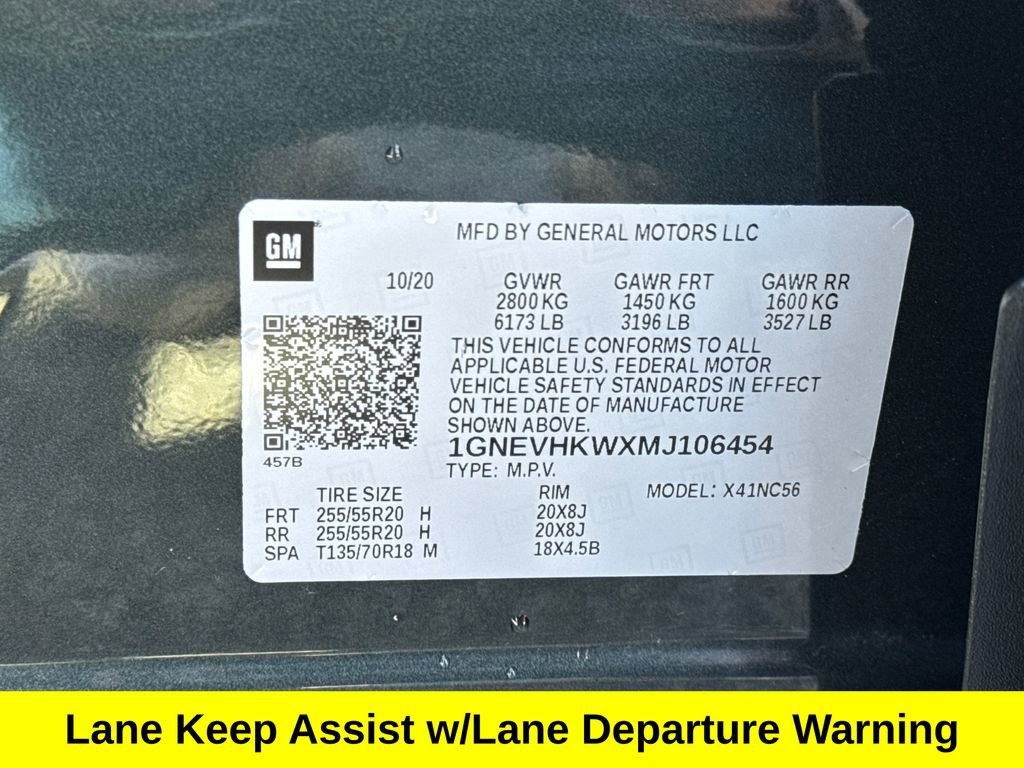 GM
MFD BY GENERAL MOTORS LLC
10/20 GVWR GAWR FRT GAWR RR
2800 KG 1450 KG 1600 KG
6173 LB 3196 LB 3527 LB
THIS VEHICLE CONFORMS TO ALL
APPLICABLE U.S. FEDERAL MOTOR
VEHICLE SAFETY STANDARDS IN EFFECT
ON THE DATE OF MANUFACTURE
SHOWN ABOVE.
1GNEVHKWXMJ106454
457B
TYPE: M.P.V.
TIRE SIZE RIM MODEL: X41NC56
FRT 255/55R20 H 20X8J
RR 255/55R20 H 20X8J
SPA T135/70R18 M 18X4.5B
Lane Keep Assist w/Lane Departure Warning